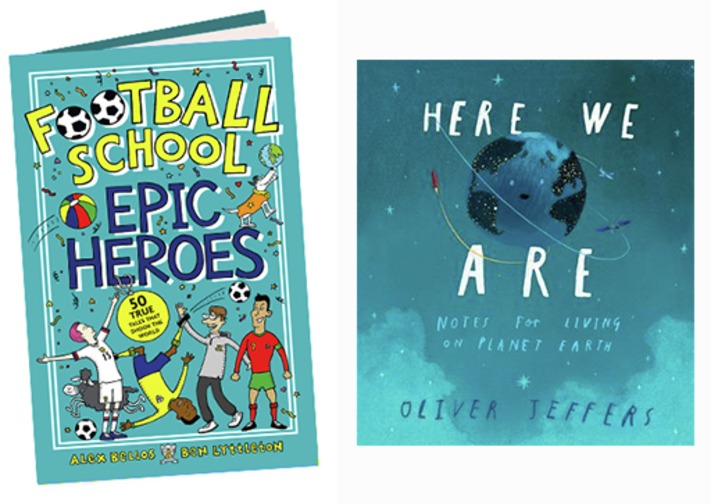 FOOTBALL
SCHOOL
EPIC
HEROES
50
TRUE
TALES THAT
SHOOK THE
WORLD
ALEX BELLOS
BEN LYTTLETON
HERE WE
ARE
NOTES FOR LIVING
ON PLANET EARTH
OLIVER JEFFERS